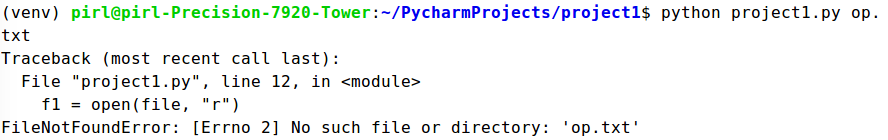 (venv) pirl@pirl-Precision-7920-Tower:~/PycharmProjects/project1$ python project1.py op.
txt
Traceback (most recent call last):
  File "project1.py", line 12, in <module>
    f1 = open(file, "r")
FileNotFoundError: [Errno 2] No such file or directory: 'op.txt'